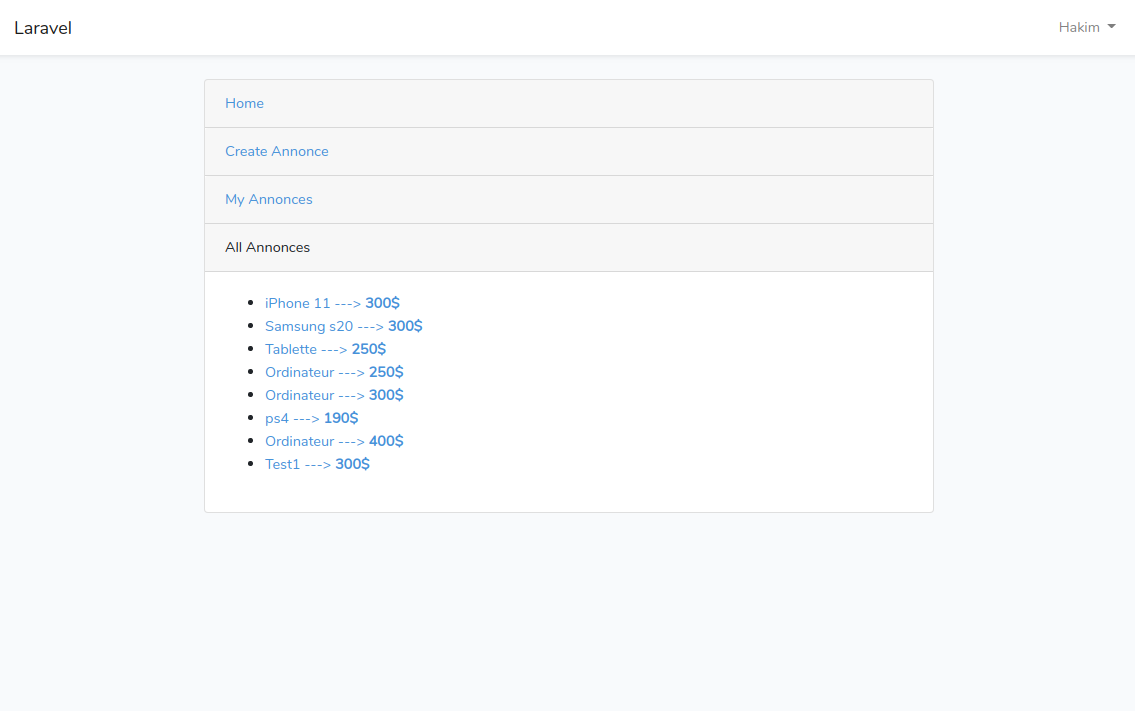 Laravel
Hakim
Home
Create Annonce
My Annonces
All Annonces
iPhone 11 ---> 300$
Samsung s20 ---> 300$
Tablette ---> 250$
Ordinateur ---> 250$
Ordinateur ---> 300$
ps4 ---> 190$
Ordinateur ---> 400$
Test1 ---> 300$